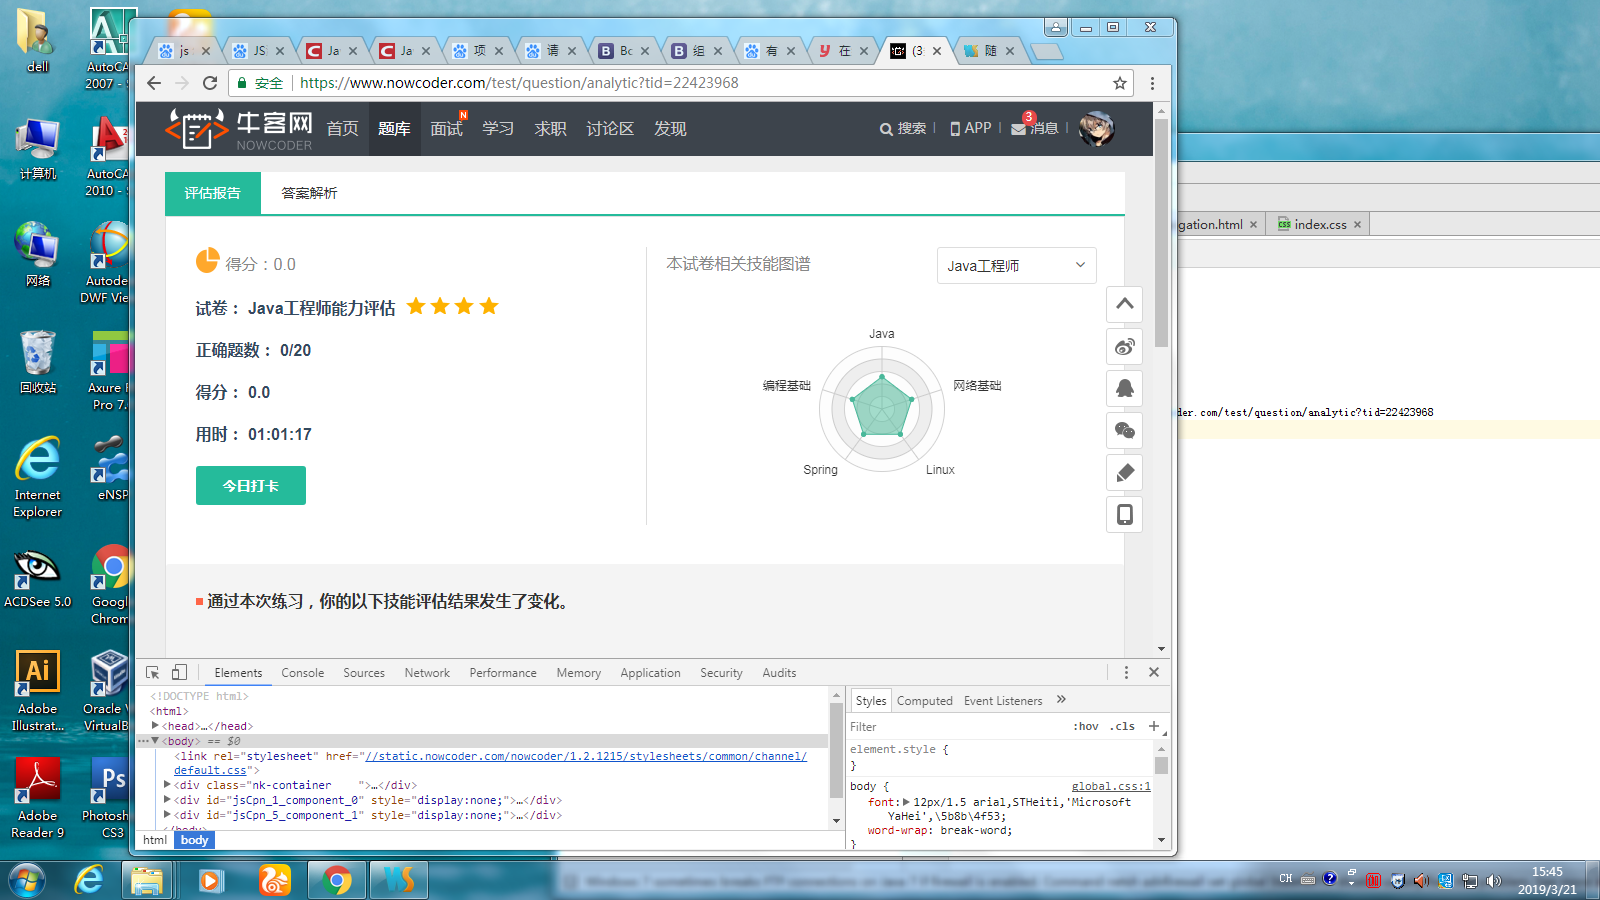 dell
AutoCA
2007 - S
计算机
AutoCA
2010 - S
网络
Autode
DWF Vie
回收站
Axure R
Pro 7.
Internet
Explorer
eNSP
ACDSee 5.0
Googl
Chrom
Adobe
Illustrat...
Oracle V
VirtualB
Adobe
Reader 9
Photosh
CS3
js
JS
Ja
Ja
项
请
Bc
组
有
在
(3
随
安全
https://www.nowcoder.com/test/question/analytic?tid=22423968
牛客网
NOWCODER
首页
题库
面试
N
学习
求职
讨论区
发现
搜索
APP
消息
3
评估报告
答案解析
得分：0.0
试卷： Java工程师能力评估
正确题数： 0/20
得分： 0.0
用时： 01:01:17
今日打卡
本试卷相关技能图谱
Java工程师
Java
编程基础
网络基础
Spring
Linux
通过本次练习，你的以下技能评估结果发生了变化。
gation.html
index.css
der.com/test/question/analytic?tid=22423968
Elements
Console
Sources
Network
Performance
Memory
Application
Security
Audits
<!DOCTYPE html>
<html>
<head>…</head>
<body> == $0
<link rel="stylesheet" href="//static.nowcoder.com/nowcoder/1.2.1215/stylesheets/common/channel/
default.css">
<div class="nk-container    ">…</div>
<div id="jsCpn_1_component_0" style="display:none;">…</div>
<div id="jsCpn_5_component_1" style="display:none;">…</div>
</body>
html
body
Styles
Computed
Event Listeners
Filter
:hov
.cls
element.style {
}
body {
global.css:1
font: 12px/1.5 arial,STHeiti,'Microsoft
YaHei',\5b8b\4f53;
word-wrap: break-word;
}
CH
15:45
2019/3/21